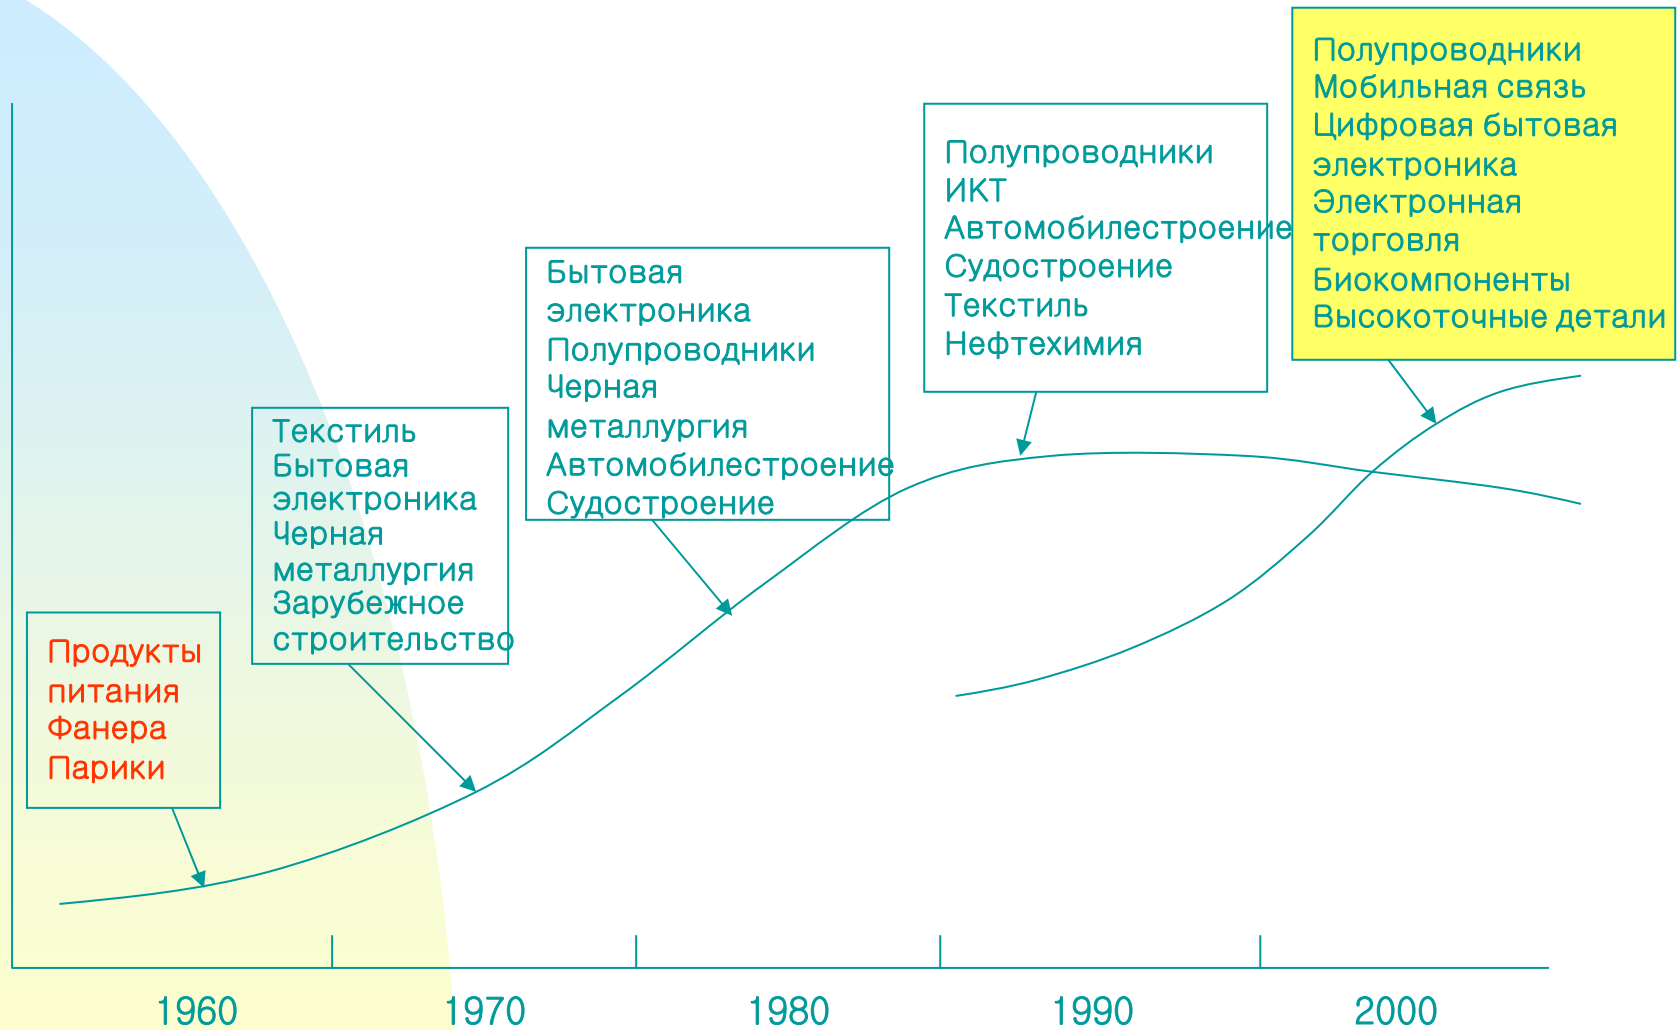 Продукты
питания
Фанера
Парики
Текстиль
Бытовая
электроника
Черная
металлургия
Зарубежное
строительство
Бытовая
электроника
Полупроводники
Черная
металлургия
Автомобилестроение
Судостроение
Полупроводники
ИКТ
Автомобилестроение
Судостроение
Текстиль
Нефтехимия
Полупроводники
Мобильная связь
Цифровая бытовая
электроника
Электронная
торговля
Биокомпоненты
Высокоточные детали
1960
1970
1980
1990
2000